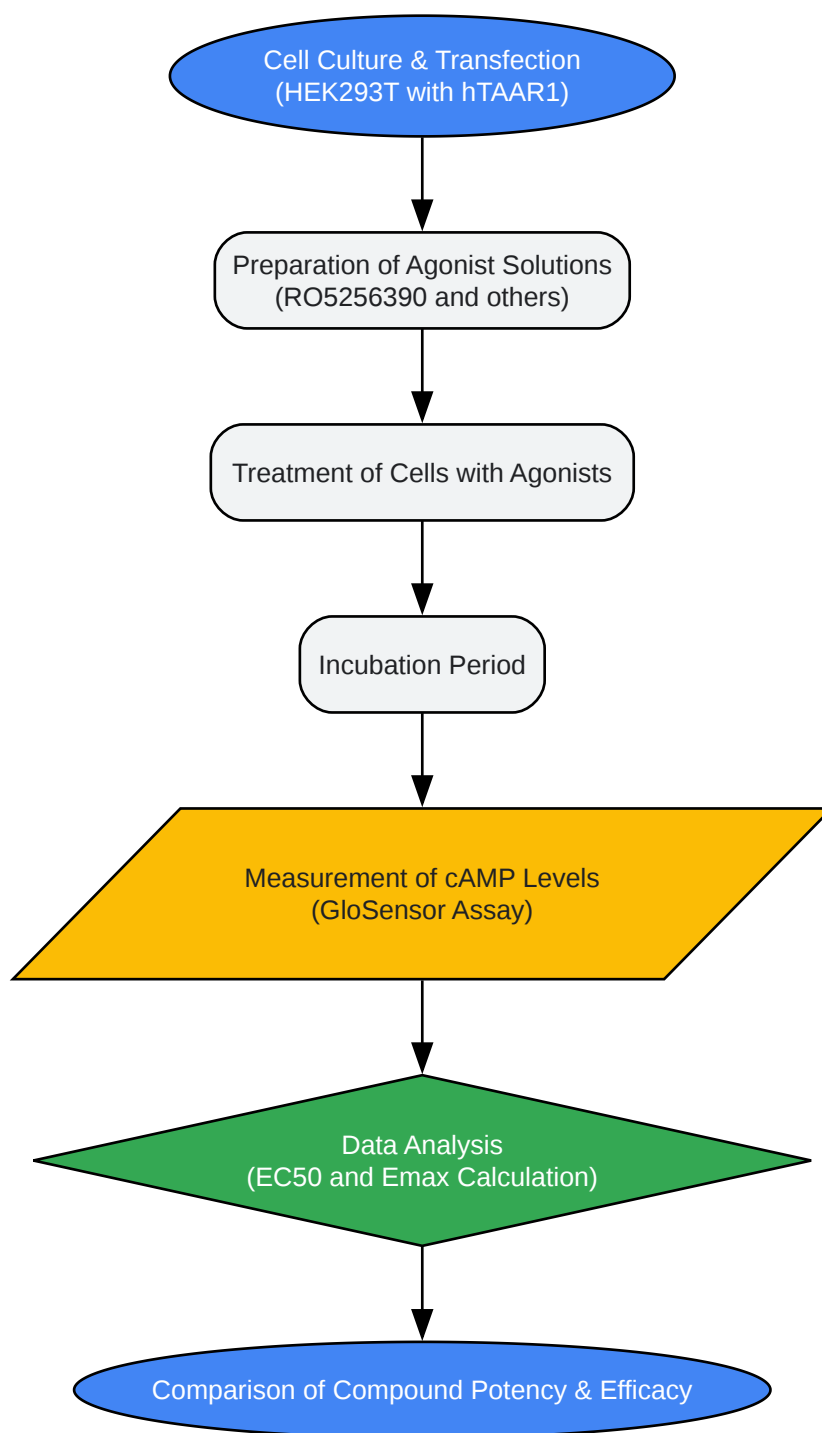 Cell Culture & Transfection
(HEK293T with hTAAR1)
Preparation of Agonist Solutions
(RO5256390 and others)
Treatment of Cells with Agonists
Incubation Period
Measurement of cAMP Levels
(GloSensor Assay)
Data Analysis
(EC50 and Emax Calculation)
Comparison of Compound Potency & Efficacy